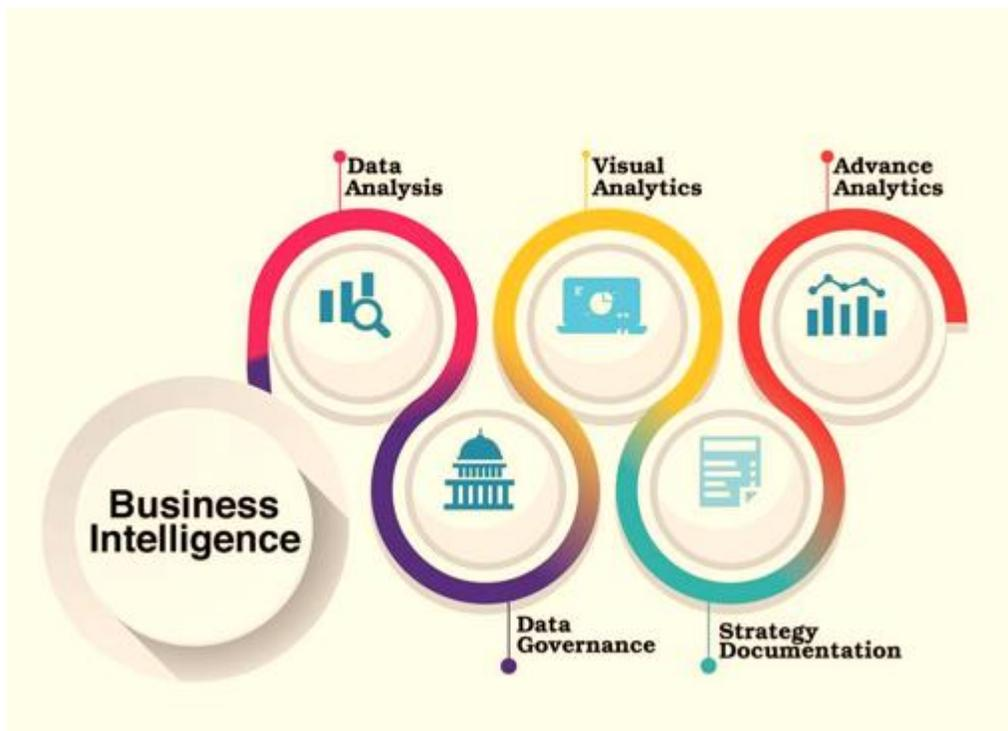 Data
Analysis
Visual
Analytics
Advance
Analytics
Business
Intelligence
Data
Governance
Strategy
Documentation